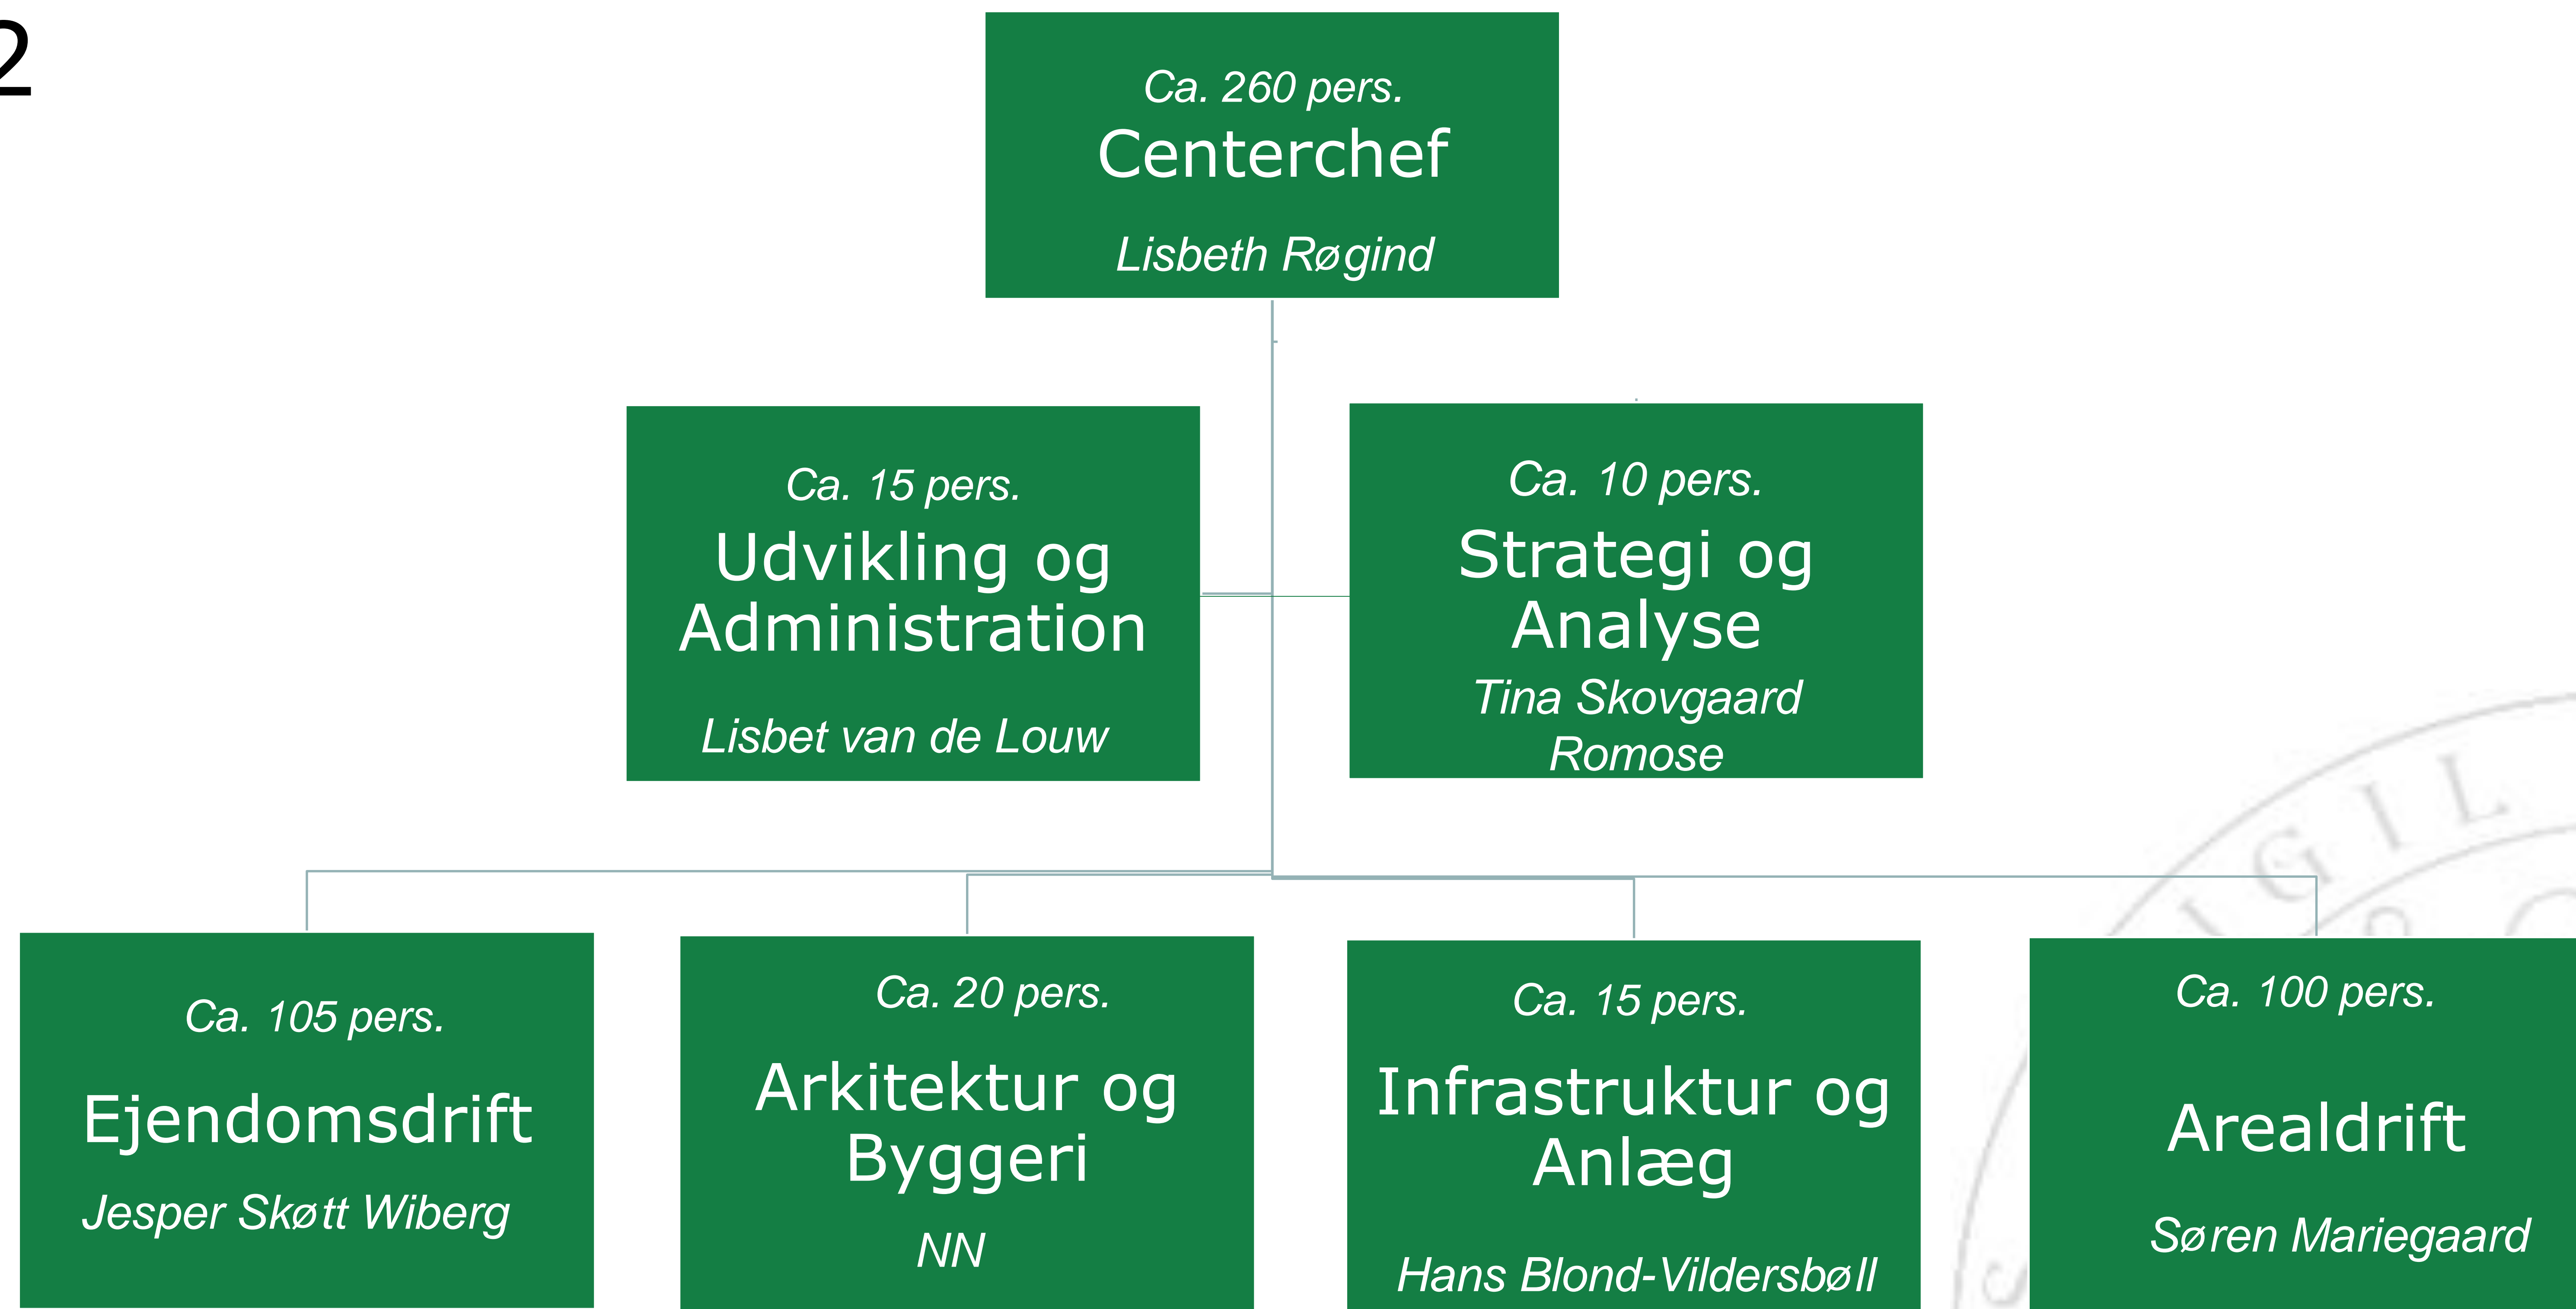 2
Ca. 260 pers.
Centerchef
Lisbeth Røgind
Ca. 15 pers.
Udvikling og
Administration
Lisbet van de Louw
Ca. 10 pers.
Strategi og
Analyse
Tina Skovgaard
Romose
Ca. 105 pers.
Ejendomsdrift
Jesper Skøtt Wiberg
Ca. 20 pers.
Arkitektur og
Byggeri
NN
Ca. 15 pers.
Infrastruktur og
Anlæg
Hans Blond-Vildersbøll
Ca. 100 pers.
Arealdrift
Søren Mariegaard
IGIL